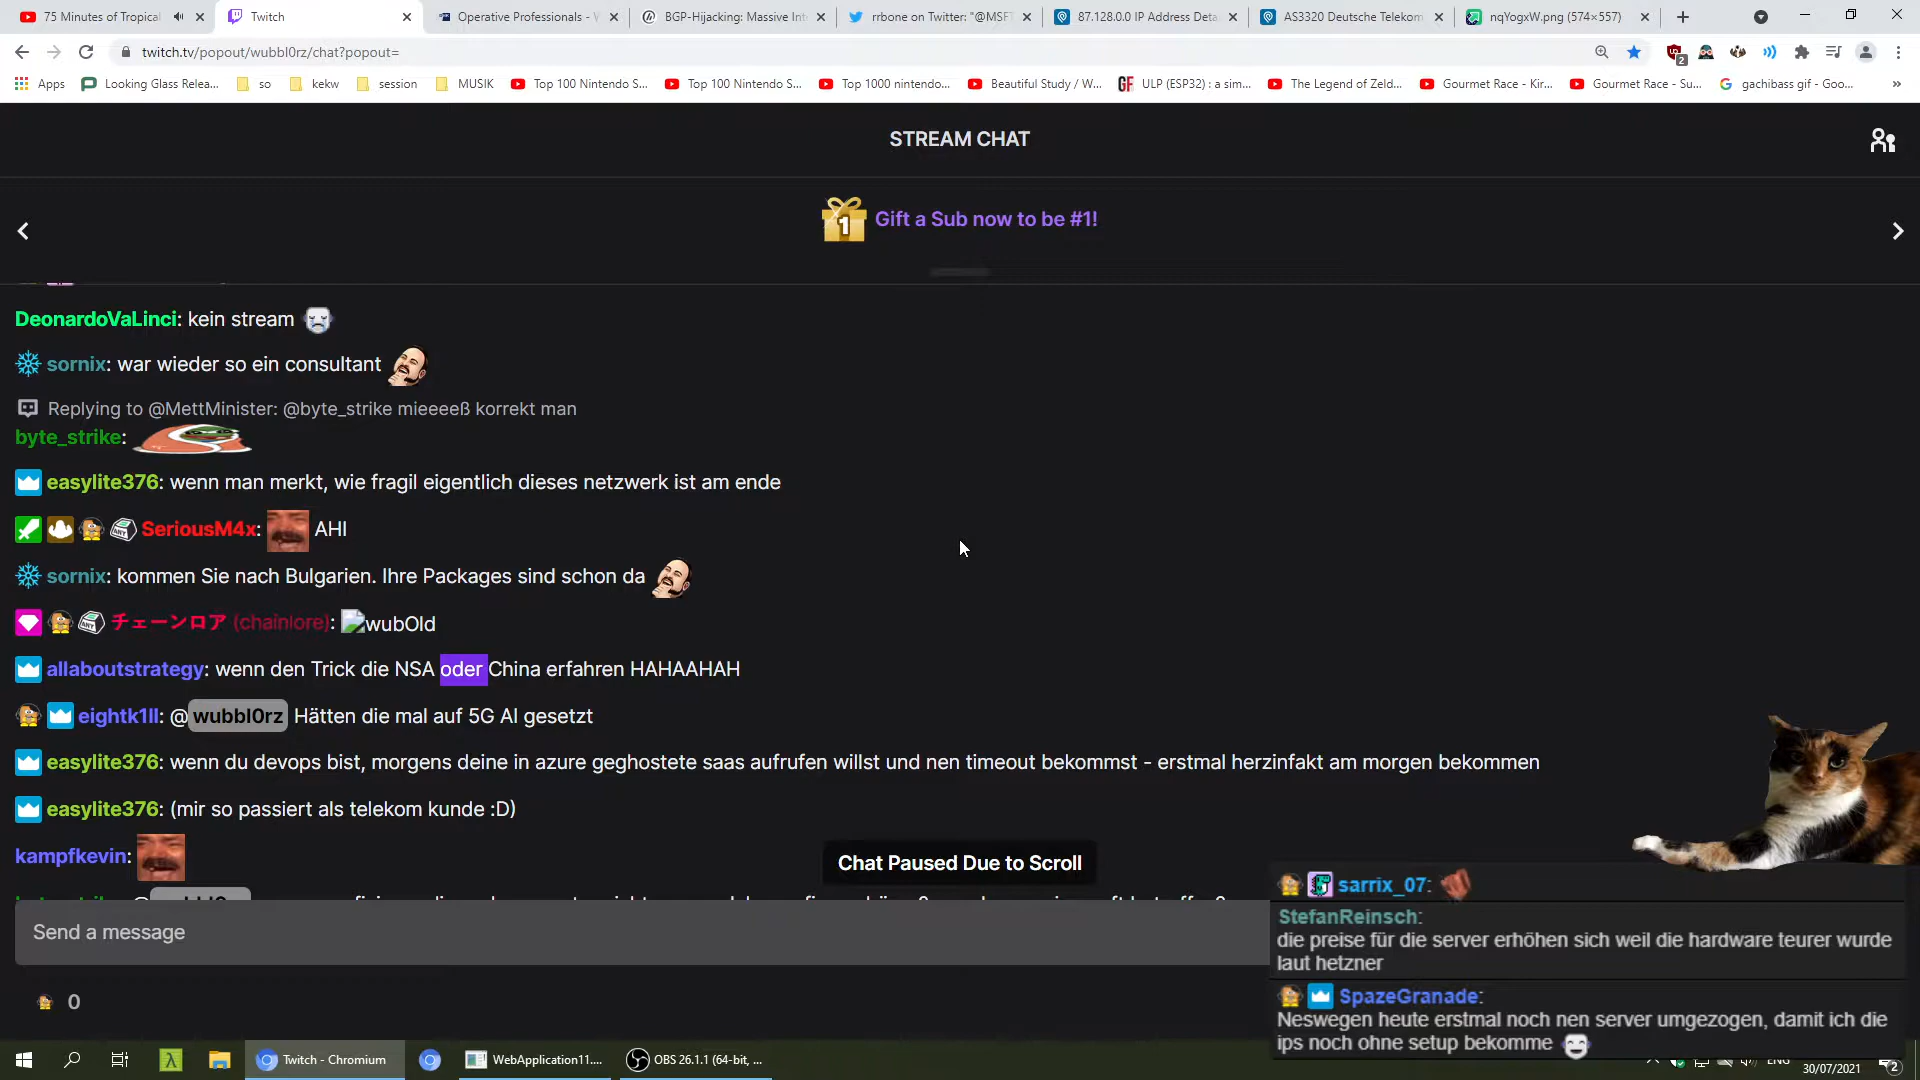 75 Minutes of Tropical
Twitch
Operative Professionals - W
BGP-Hijacking: Massive Int
rrbone on Twitter: "@MSFT
87.128.0.0 IP Address Deta
AS3320 Deutsche Telekom
nqYogxW.png (574×557)
twitch.tv/popout/wubbl0rz/chat?popout=
2
Apps
Looking Glass Relea...
so
kekw
session
MUSIK
Top 100 Nintendo S...
Top 100 Nintendo S...
Top 1000 nintendo...
Beautiful Study / W...
ULP (ESP32) : a sim...
The Legend of Zeld...
Gourmet Race - Kir...
Gourmet Race - Su...
gachibass gif - Goo...
STREAM CHAT
1
Gift a Sub now to be #1!
DeonardoVaLinci: kein stream
sornix: war wieder so ein consultant
Replying to @MettMinister: @byte_strike mieeeeß korrekt man
byte_strike:
easylite376: wenn man merkt, wie fragil eigentlich dieses netzwerk ist am ende
SeriousM4x: AHI
sornix: kommen Sie nach Bulgarien. Ihre Packages sind schon da
チェーンロア (chainlore): wubOld
allaboutstrategy: wenn den Trick die NSA oder China erfahren HAHAAHAH
eightk1ll: @wubbl0rz Hätten die mal auf 5G AI gesetzt
easylite376: wenn du devops bist, morgens deine in azure geghostete saas aufrufen willst und nen timeout bekommst - erstmal herzinfakt am morgen bekommen
easylite376: (mir so passiert als telekom kunde :D)
kampfkevin:
Chat Paused Due to Scroll
Send a message
0
sarrix_07:
StefanReinsch:
die preise für die server erhöhen sich weil die hardware teurer wurde
laut hetzner
SpazeGranade:
Neswegen heute erstmal noch nen server umgezogen, damit ich die
ips noch ohne setup bekomme
Twitch - Chromium
WebApplication11....
OBS 26.1.1 (64-bit, ...
ENG
30/07/2021
2